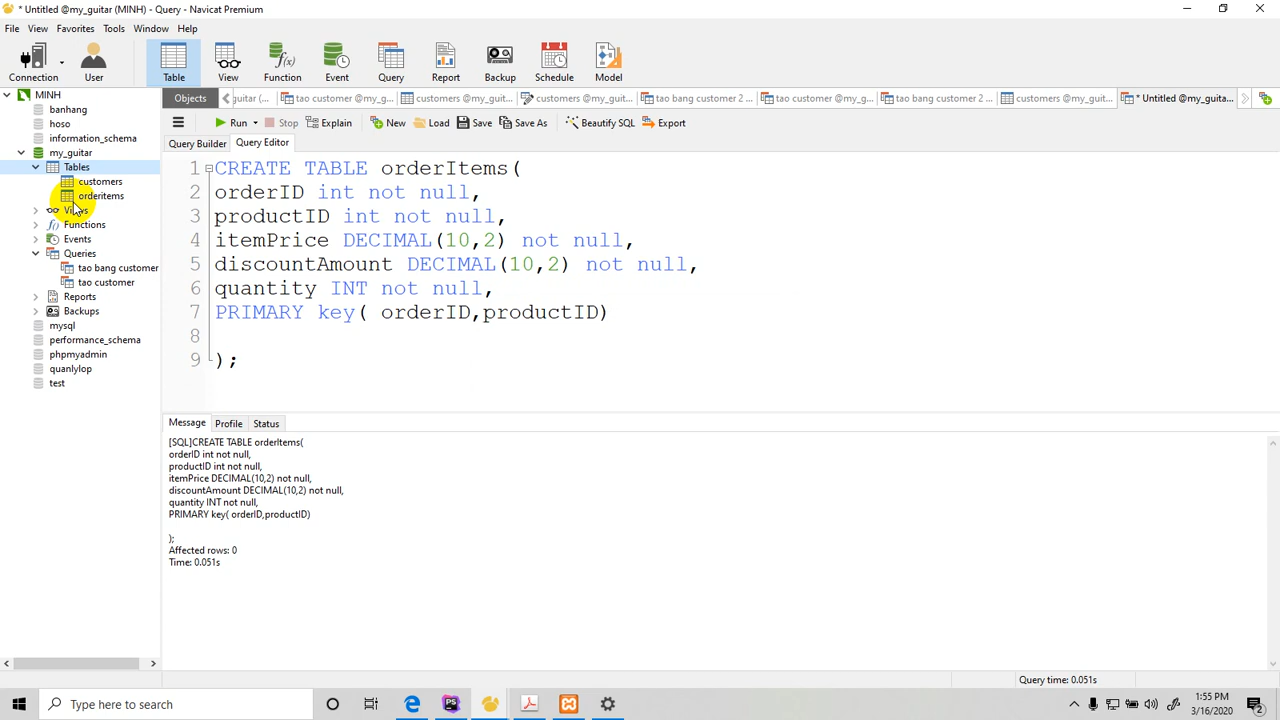 * Untitled @my_guitar (MINH) - Query - Navicat Premium
File View Favorites Tools Window Help
Connection User Table View Function Event Query Report Backup Schedule Model
MINH
banhang
hoso
information_schema
my_guitar
Tables
customers
orderitems
Views
Functions
Events
Queries
tao bang customer
tao customer
Reports
Backups
mysql
performance_schema
phpmyadmin
quanlylop
test
Objects guitar (... tao customer @my_g... customers @my_guit... customers @my_guit... tao bang customer 2 ... tao customer @my_g... tao bang customer 2 ... customers @my_guit... * Untitled @my_guita...
Run Stop Explain New Load Save Save As Beautify SQL Export
Query Builder Query Editor
1 CREATE TABLE orderItems(
2 orderID int not null,
3 productID int not null,
4 itemPrice DECIMAL(10,2) not null,
5 discountAmount DECIMAL(10,2) not null,
6 quantity INT not null,
7 PRIMARY key( orderID,productID)
8
9 );
Message Profile Status
[SQL]CREATE TABLE orderItems(
orderID int not null,
productID int not null,
itemPrice DECIMAL(10,2) not null,
discountAmount DECIMAL(10,2) not null,
quantity INT not null,
PRIMARY key( orderID,productID)
);
Affected rows: 0
Time: 0.051s
Query time: 0.051s
Type here to search
PS
1:55 PM
3/16/2020
2